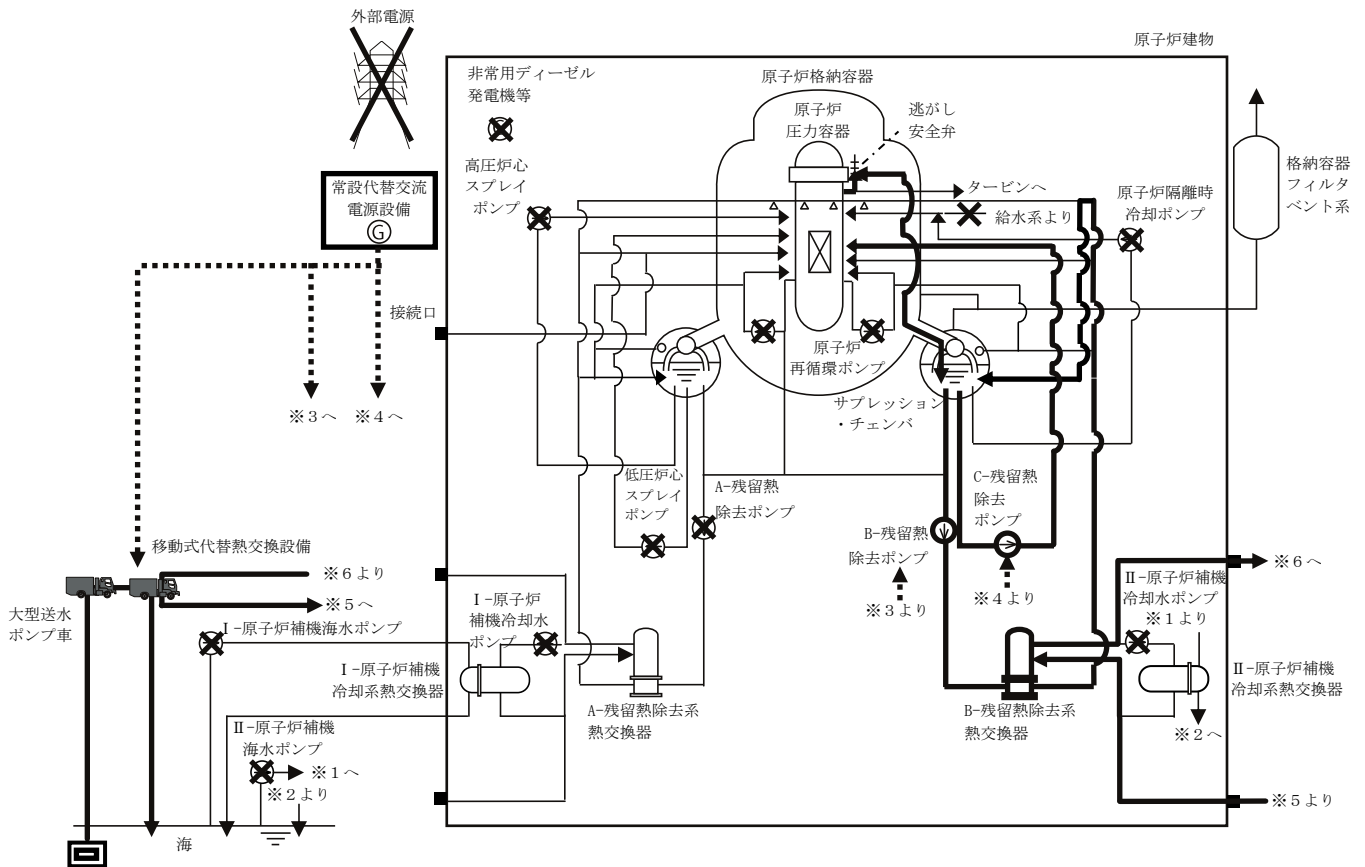 外部電源
原子炉建物
非常用ディーゼル
発電機等
原子炉格納容器
原子炉
圧力容器
逃がし
安全弁
高圧炉心
スプレイ
ポンプ
タービンへ
給水系より
原子炉隔離時
冷却ポンプ
格納容器
フィルタ
ベント系
常設代替交流
電源設備
G
接続口
※3へ
※4へ
原子炉
再循環ポンプ
サプレッション
・チェンバ
低圧炉心
スプレイ
ポンプ
A-残留熱
除去ポンプ
C-残留熱
除去
ポンプ
B-残留熱
除去ポンプ
※3より
※4より
移動式代替熱交換設備
※6より
※5へ
大型送水
ポンプ車
Ⅰ-原子炉補機海水ポンプ
Ⅰ-原子炉
補機冷却水
ポンプ
Ⅰ-原子炉補機
冷却系熱交換器
A-残留熱除去系
熱交換器
B-残留熱除去系
熱交換器
※6へ
Ⅱ-原子炉補機
冷却水ポンプ
※1より
Ⅱ-原子炉補機
冷却系熱交換器
※2へ
Ⅱ-原子炉補機
海水ポンプ
※1へ
※2より
海
※5より